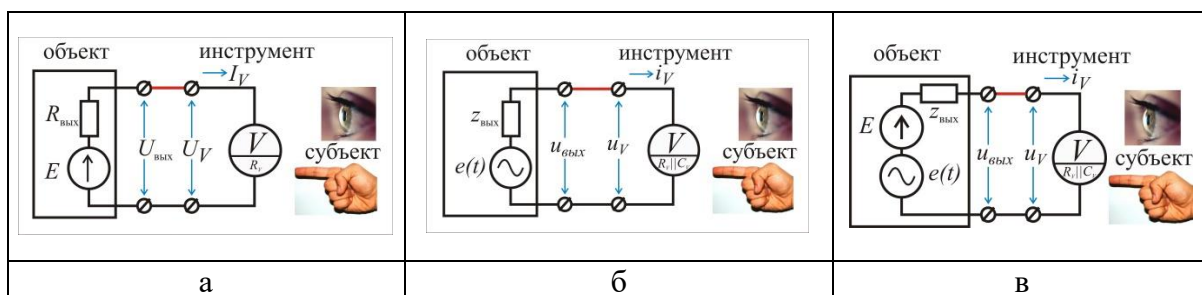 объект
инструмент
I_V
R_вых
U_вых
U_V
V
R_v
E
субъект
объект
инструмент
i_V
z_вых
u_вых
u_V
V
R_v||C_v
e(t)
субъект
объект
инструмент
i_V
z_вых
E
u_вых
u_V
V
R_v||C_v
e(t)
субъект
а
б
в